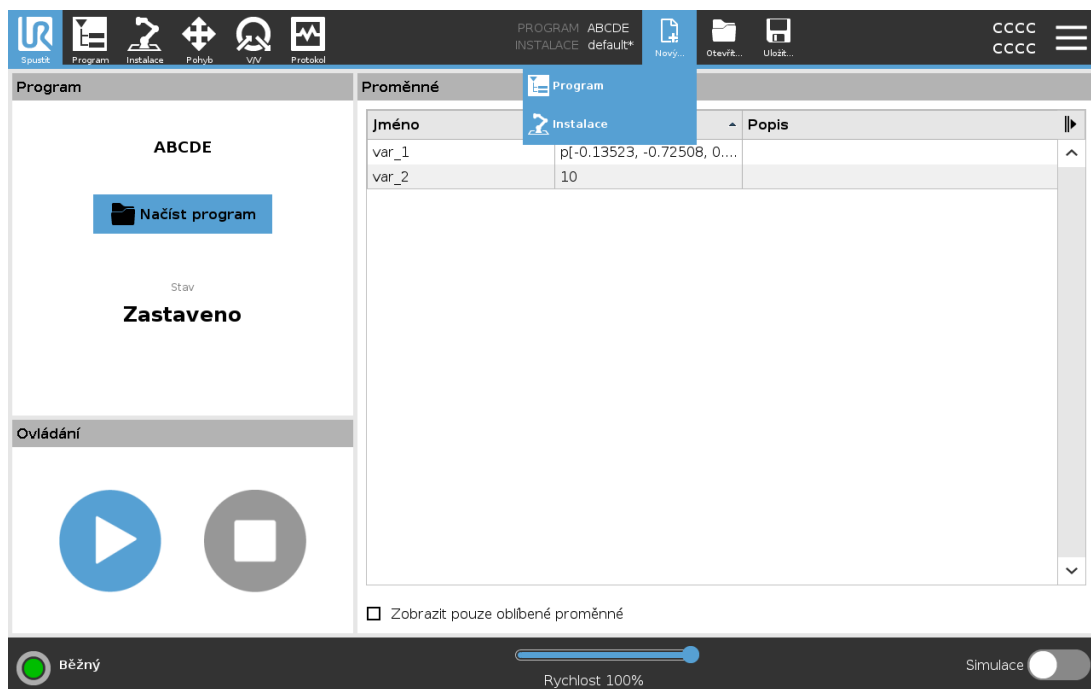 UR
Spustit
Program
Instalace
Pohyb
V/V
Protokol
PROGRAM ABCDE
INSTALACE default*
Nový...
Otevřít...
Uložit...
CCCC
CCCC
Program
Instalace
Program
ABCDE
Načíst program
Stav
Zastaveno
Ovládání
Proměnné
Jméno
Popis
var_1 p[-0.13523, -0.72508, 0....
var_2 10
Zobrazit pouze oblíbené proměnné
Běžný
Rychlost 100%
Simulace